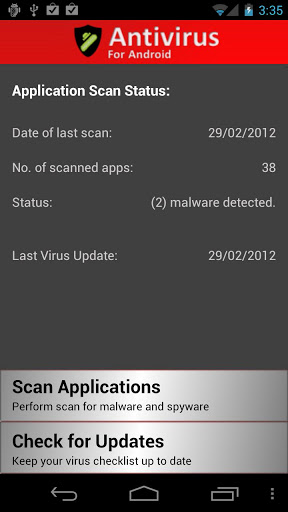 3:35
Antivirus
For Android
Application Scan Status:
Date of last scan: 29/02/2012
No. of scanned apps: 38
Status: (2) malware detected.
Last Virus Update: 29/02/2012
Scan Applications
Perform scan for malware and spyware
Check for Updates
Keep your virus checklist up to date